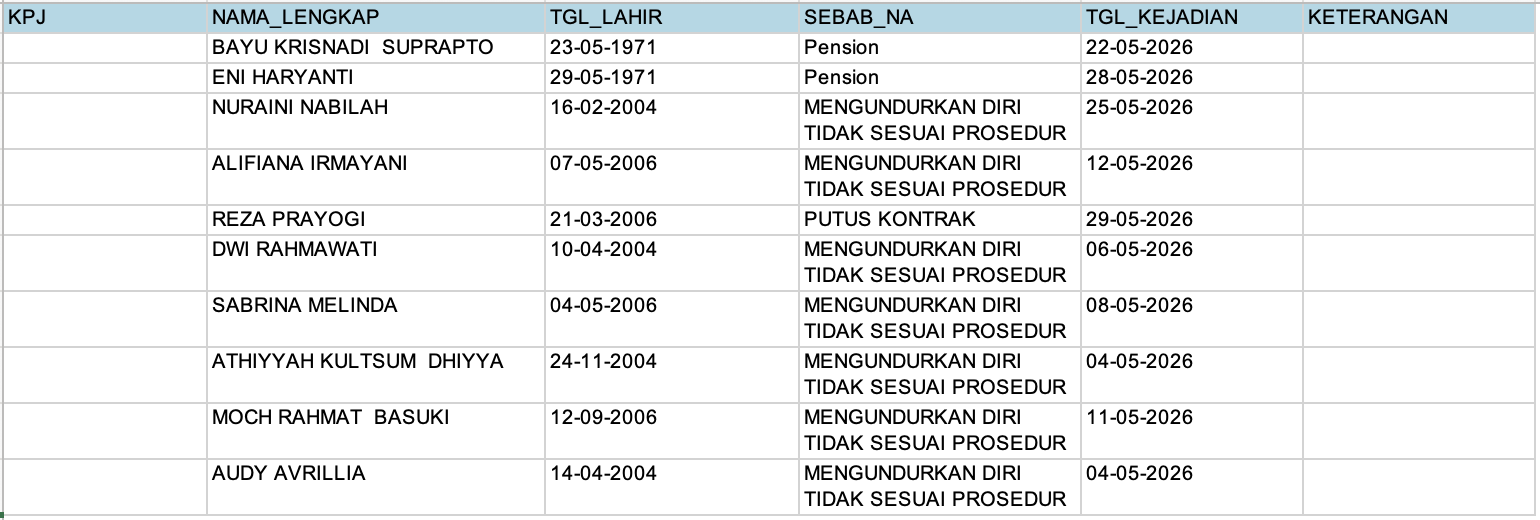 KPJ NAMA_LENGKAP TGL_LAHIR SEBAB_NA TGL_KEJADIAN KETERANGAN
BAYU KRISNADI  SUPRAPTO 23-05-1971 Pension 22-05-2026
ENI HARYANTI 29-05-1971 Pension 28-05-2026
NURAINI NABILAH 16-02-2004 MENGUNDURKAN DIRI 25-05-2026
TIDAK SESUAI PROSEDUR
ALIFIANA IRMAYANI 07-05-2006 MENGUNDURKAN DIRI 12-05-2026
TIDAK SESUAI PROSEDUR
REZA PRAYOGI 21-03-2006 PUTUS KONTRAK 29-05-2026
DWI RAHMAWATI 10-04-2004 MENGUNDURKAN DIRI 06-05-2026
TIDAK SESUAI PROSEDUR
SABRINA MELINDA 04-05-2006 MENGUNDURKAN DIRI 08-05-2026
TIDAK SESUAI PROSEDUR
ATHIYYAH KULTSUM  DHIYYA 24-11-2004 MENGUNDURKAN DIRI 04-05-2026
TIDAK SESUAI PROSEDUR
MOCH RAHMAT  BASUKI 12-09-2006 MENGUNDURKAN DIRI 11-05-2026
TIDAK SESUAI PROSEDUR
AUDY AVRILLIA 14-04-2004 MENGUNDURKAN DIRI 04-05-2026
TIDAK SESUAI PROSEDUR